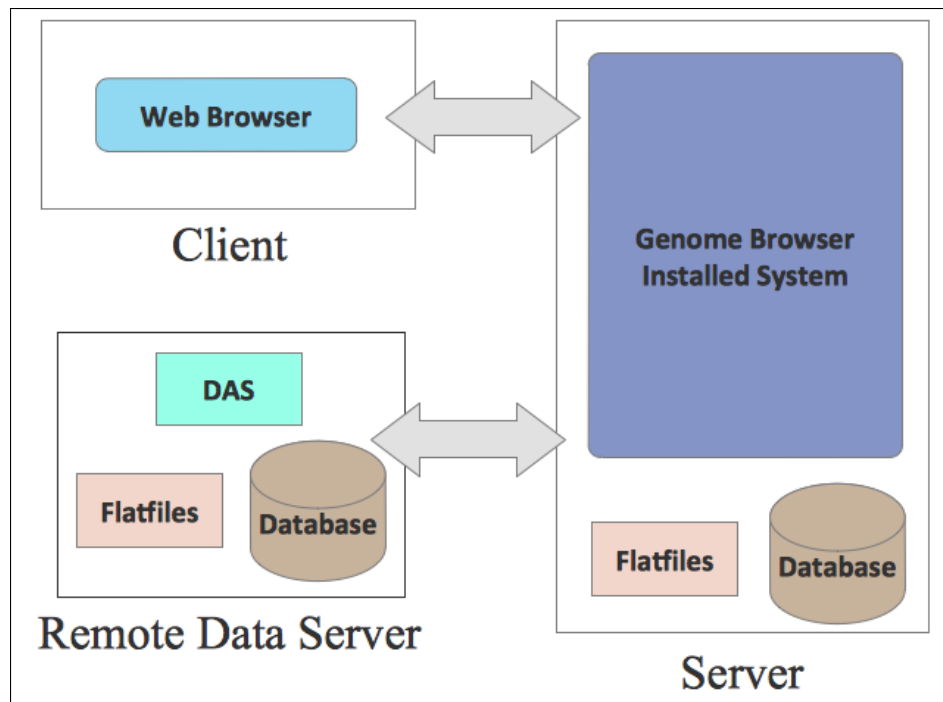 Web Browser
Client
Genome Browser
Installed System
DAS
Flatfiles
Database
Remote Data Server
Flatfiles
Database
Server